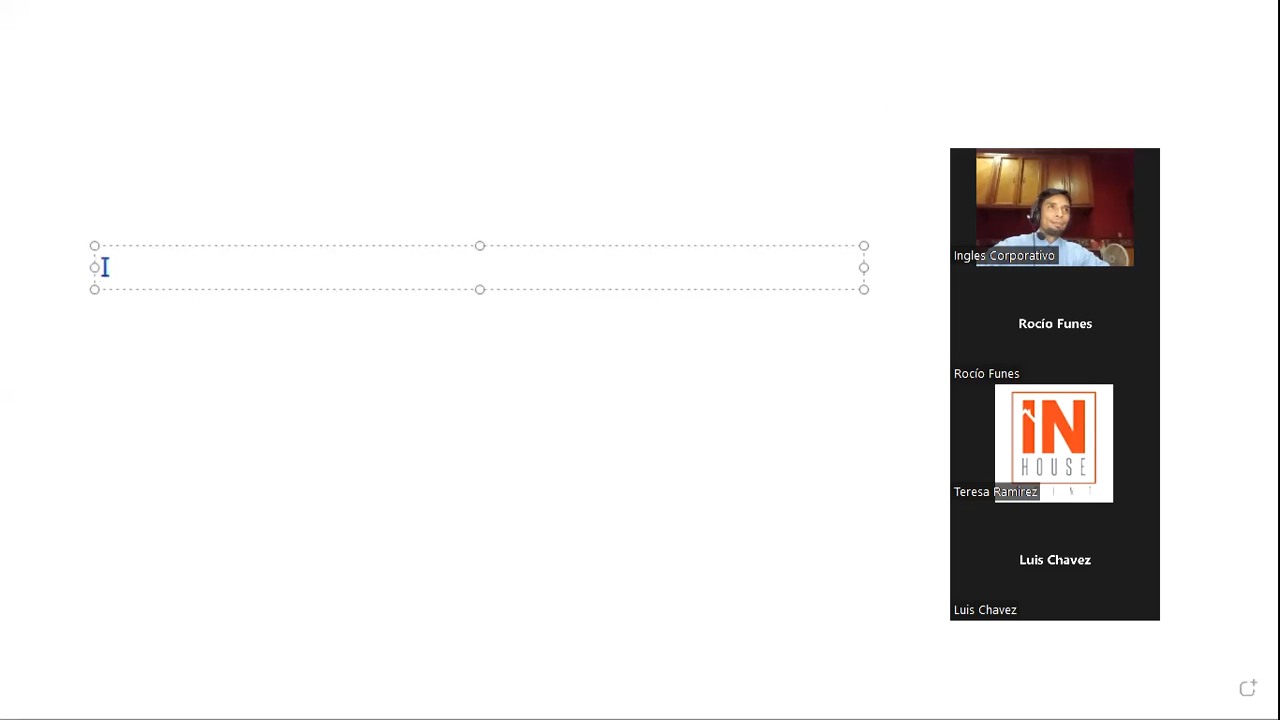 I
Ingles Corporativo
Rocío Funes
Rocío Funes
iN
HOUSE
I N T
Teresa Ramirez
Luis Chavez
Luis Chavez